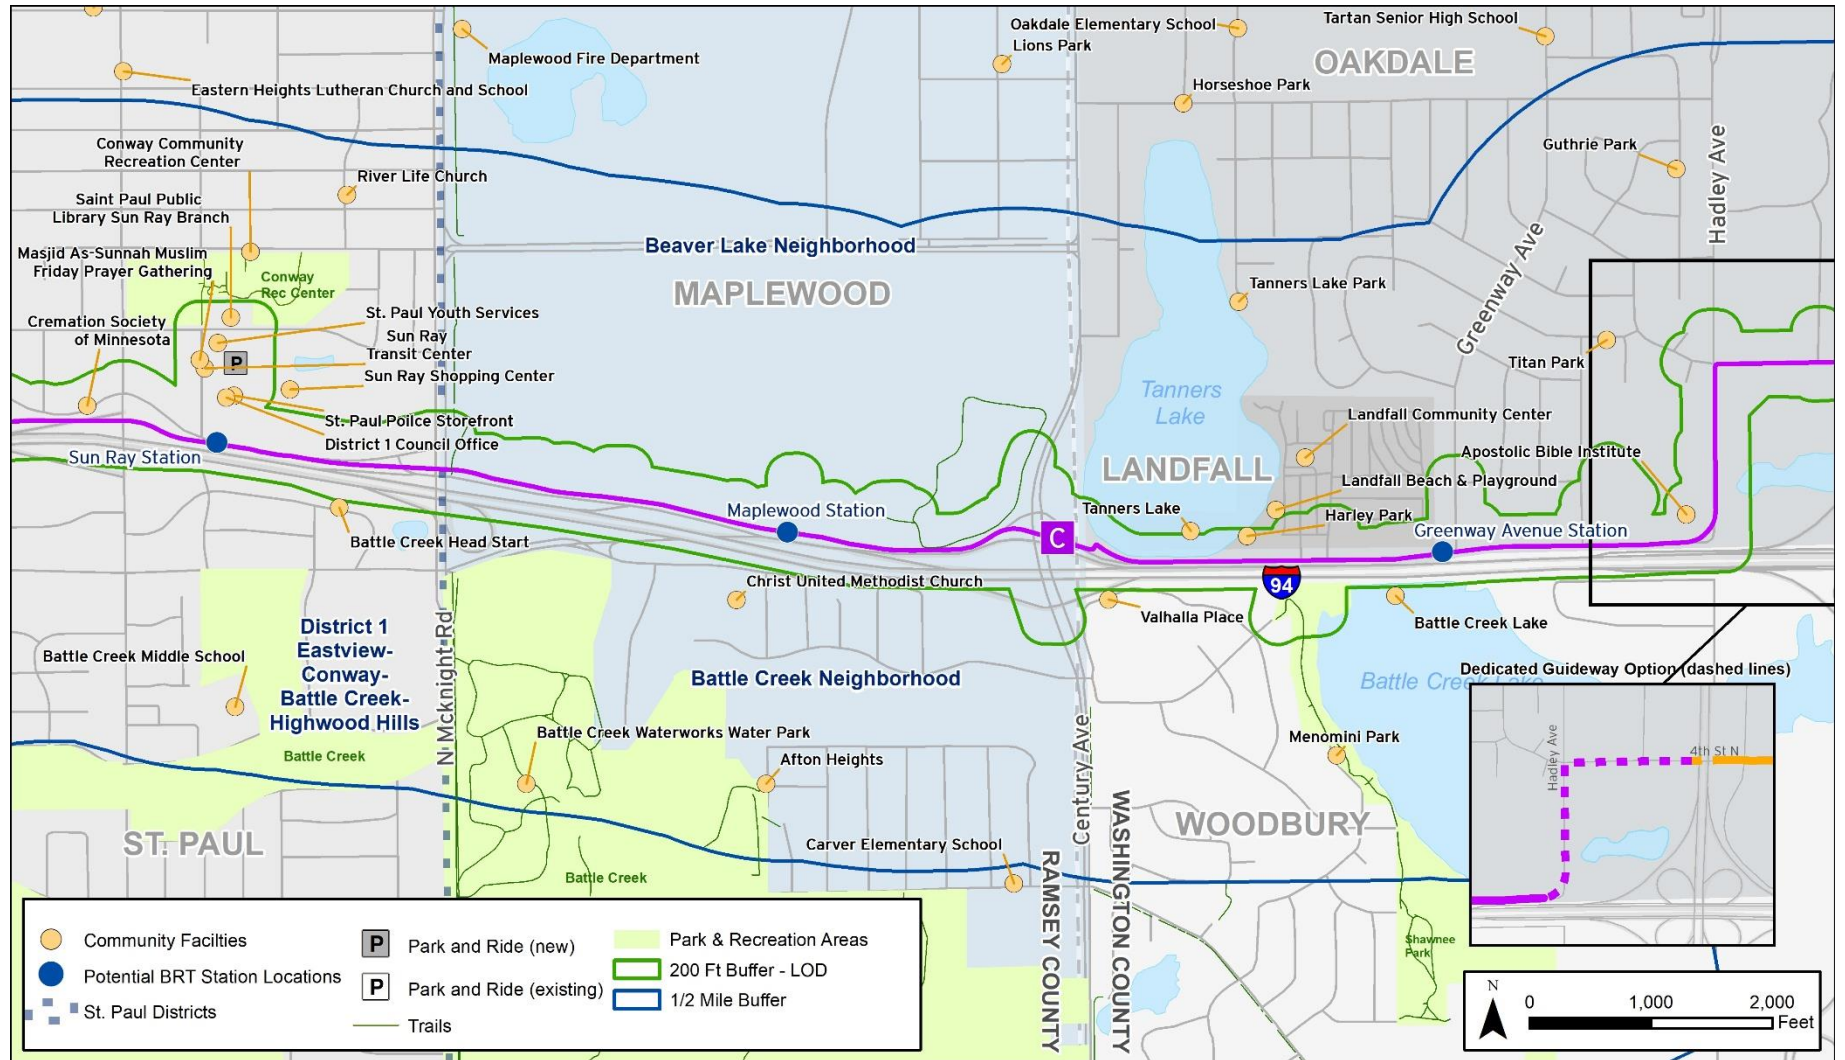 Oakdale Elementary School
Tartan Senior High School
Lions Park
Maplewood Fire Department
OAKDALE
Eastern Heights Lutheran Church and School
Horseshoe Park
Conway Community
Recreation Center
River Life Church
Guthrie Park
Hadley Ave
Saint Paul Public
Library Sun Ray Branch
Masjid As-Sunnah Muslim
Friday Prayer Gathering
Beaver Lake Neighborhood
Greenway Ave
Conway
Rec Center
MAPLEWOOD
Tanners Lake Park
Cremation Society
of Minnesota
St. Paul Youth Services
Sun Ray
Transit Center
P
Sun Ray Shopping Center
Titan Park
Tanners
Lake
St. Paul Poilce Storefront
District 1 Council Office
Landfall Community Center
Sun Ray Station
LANDFALL
Apostolic Bible Institute
Landfall Beach & Playground
Maplewood Station
Tanners Lake
Harley Park
Greenway Avenue Station
C
Battle Creek Head Start
Christ United Methodist Church
94
Valhalla Place
Battle Creek Lake
N Mcknight Rd
District 1
Eastview-
Conway-
Battle Creek-
Highwood Hills
Battle Creek Middle School
Battle Creek Neighborhood
Battle Creek Lake
Dedicated Guideway Option (dashed lines)
Battle Creek
Battle Creek Waterworks Water Park
Afton Heights
Century Ave
Menomini Park
Hadley Ave
4th St N
ST. PAUL
Carver Elementary School
WOODBURY
Battle Creek
RAMSEY COUNTY
WASHINGTON COUNTY
Shawnee
Park
Community Facilties
Potential BRT Station Locations
St. Paul Districts
P Park and Ride (new)
P Park and Ride (existing)
Trails
Park & Recreation Areas
200 Ft Buffer - LOD
1/2 Mile Buffer
N
0 1,000 2,000
Feet